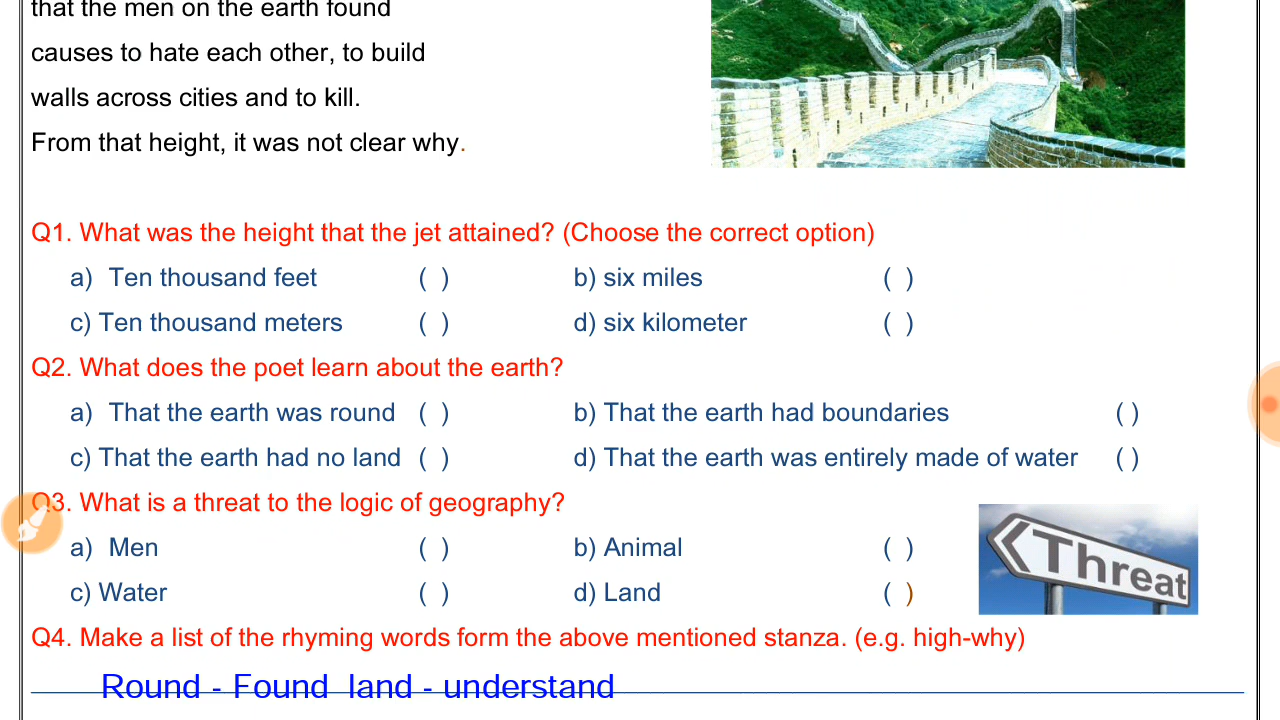 that the men on the earth found
causes to hate each other, to build
walls across cities and to kill.
From that height, it was not clear why.
Q1. What was the height that the jet attained? (Choose the correct option)
a) Ten thousand feet ( ) b) six miles ( )
c) Ten thousand meters ( ) d) six kilometer ( )
Q2. What does the poet learn about the earth?
a) That the earth was round ( ) b) That the earth had boundaries ( )
c) That the earth had no land ( ) d) That the earth was entirely made of water ( )
Q3. What is a threat to the logic of geography?
a) Men ( ) b) Animal ( )
c) Water ( ) d) Land ( )
Threat
Q4. Make a list of the rhyming words form the above mentioned stanza. (e.g. high-why)
Round - Found land - understand